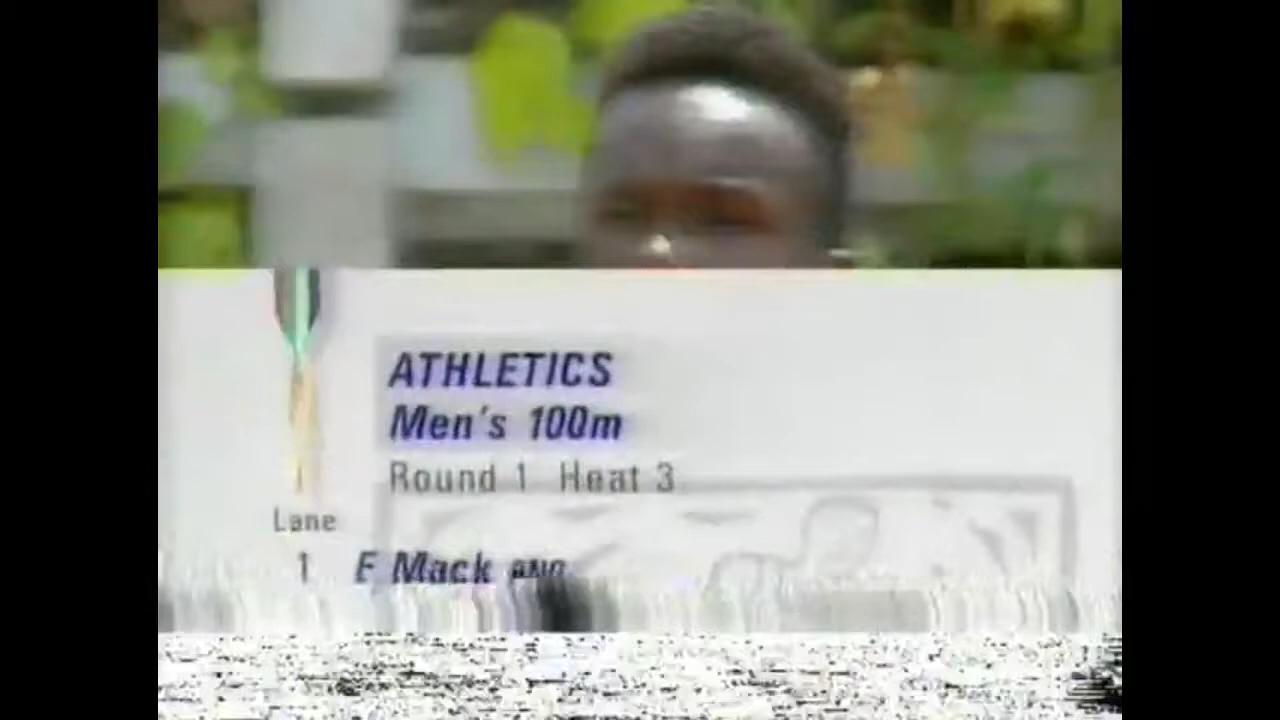 ATHLETICS
Men's 100m
Round 1 Heat 3
Lane
1 F Mack